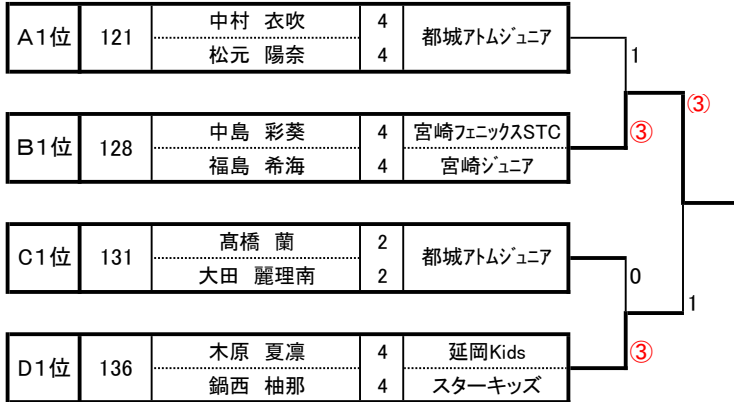 A1位 121 中村 衣吹 4 都城アトムジュニア
松元 陽奈 4
1
③
B1位 128 中島 彩葵 4 宮崎フェニックスSTC
③
福島 希海 4 宮崎ジュニア
C1位 131 髙橋 蘭 2 都城アトムジュニア
大田 麗理南 2
0
1
D1位 136 木原 夏凛 4 延岡Kids
③
鍋西 柚那 4 スターキッズ